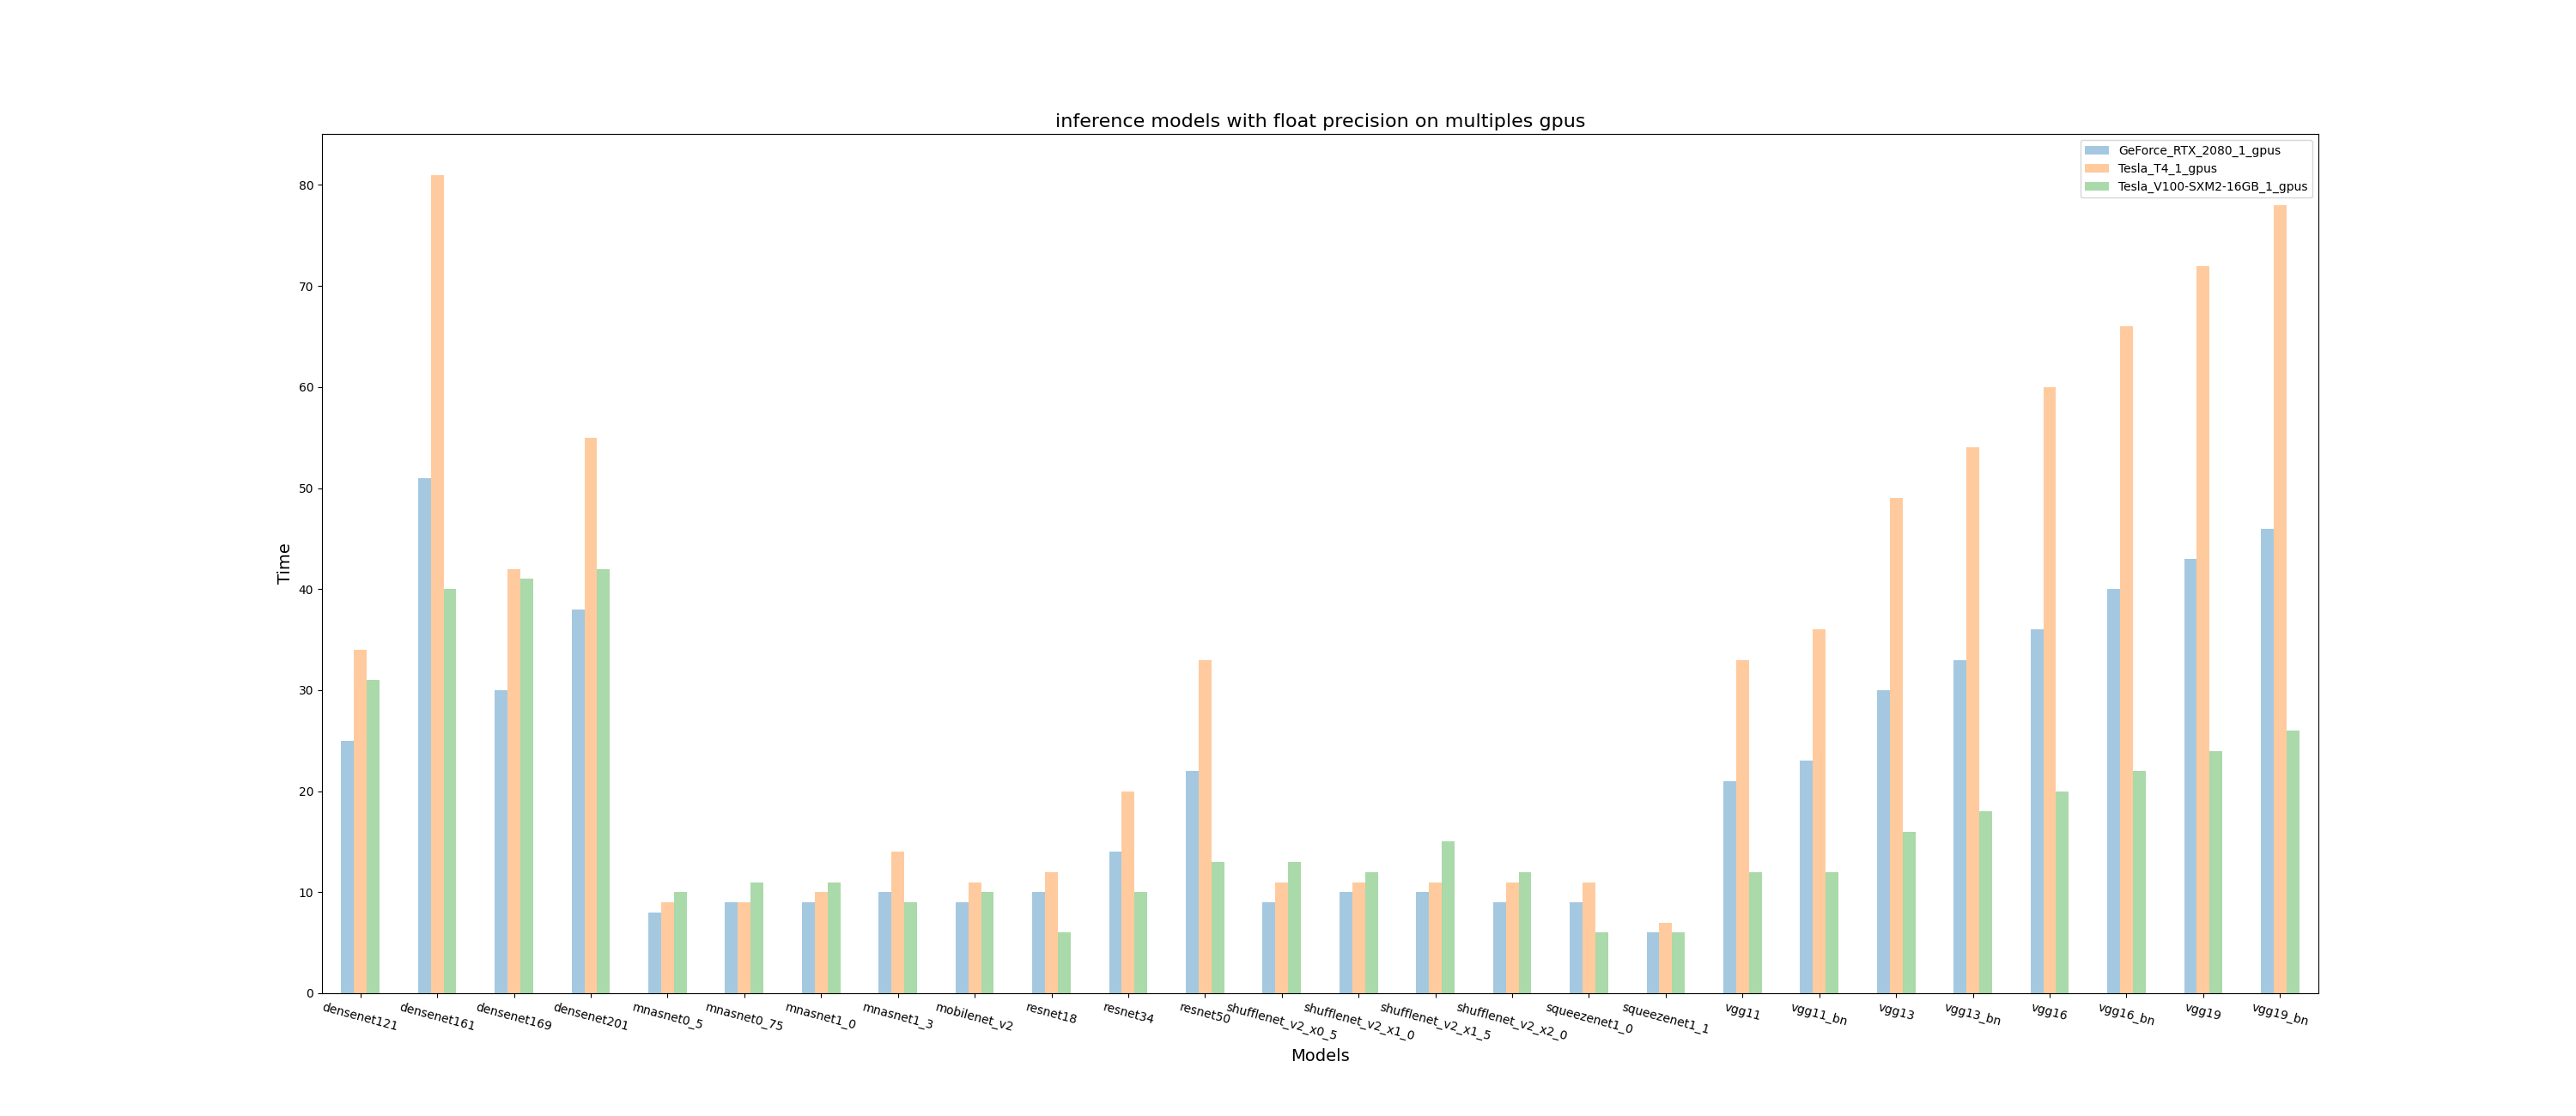 inference models with float precision on multiples gpus
GeForce_RTX_2080_1_gpus
Tesla_T4_1_gpus
Tesla_V100-SXM2-16GB_1_gpus
80
70
60
50
40
30
20
10
0
Time
densenet121
densenet161
densenet169
densenet201
mnasnet0_5
mnasnet0_75
mnasnet1_0
mnasnet1_3
mobilenet_v2
resnet18
resnet34
resnet50
shufflenet_v2_x0_5
shufflenet_v2_x1_0
shufflenet_v2_x1_5
shufflenet_v2_x2_0
squeezenet1_0
squeezenet1_1
vgg11
vgg11_bn
vgg13
vgg13_bn
vgg16
vgg16_bn
vgg19
vgg19_bn
Models